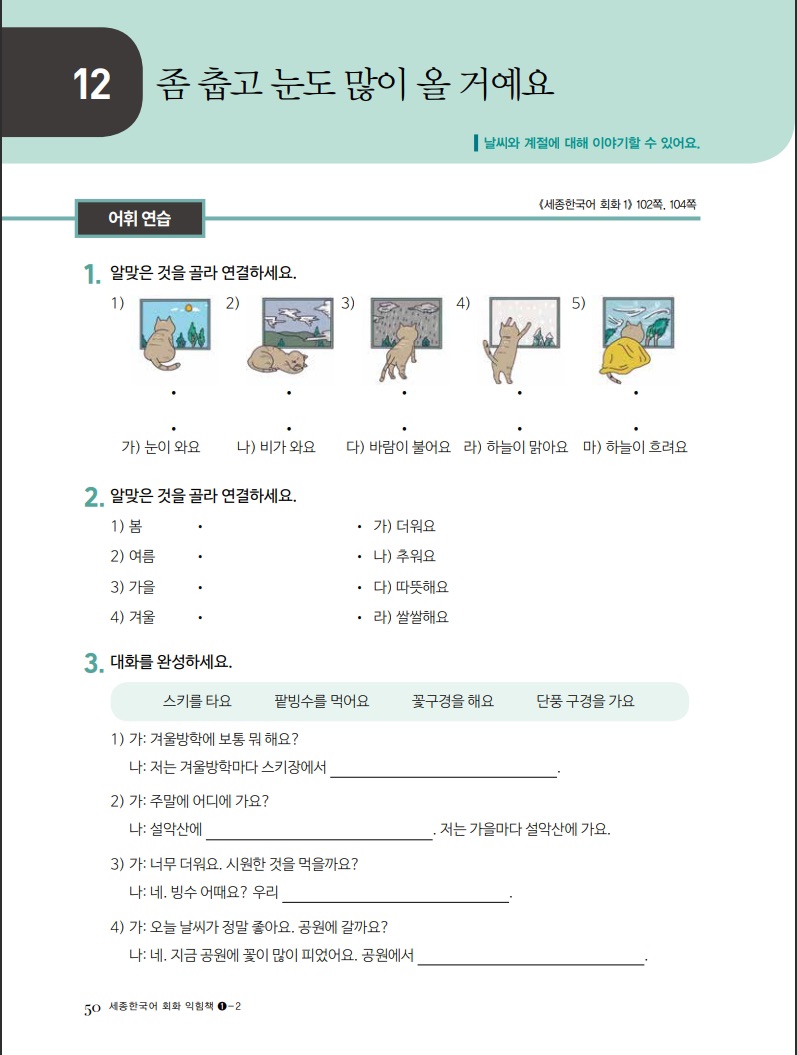 12 좀 춥고 눈도 많이 올 거예요
날씨와 계절에 대해 이야기할 수 있어요.
어휘 연습
《세종한국어 회화 1》 102쪽, 104쪽
1. 알맞은 것을 골라 연결하세요.
1) 2) 3) 4) 5)
가) 눈이 와요 나) 비가 와요 다) 바람이 불어요 라) 하늘이 맑아요 마) 하늘이 흐려요
2. 알맞은 것을 골라 연결하세요.
1) 봄 • • 가) 더워요
2) 여름 • • 나) 추워요
3) 가을 • • 다) 따뜻해요
4) 겨울 • • 라) 쌀쌀해요
3. 대화를 완성하세요.
스키를 타요 팥빙수를 먹어요 꽃구경을 해요 단풍 구경을 가요
1) 가: 겨울방학에 보통 뭐 해요?
나: 저는 겨울방학마다 스키장에서 ____________________.
2) 가: 주말에 어디에 가요?
나: 설악산에 ____________________. 저는 가을마다 설악산에 가요.
3) 가: 너무 더워요. 시원한 것을 먹을까요?
나: 네. 빙수 어때요? 우리 ____________________.
4) 가: 오늘 날씨가 정말 좋아요. 공원에 갈까요?
나: 네. 지금 공원에 꽃이 많이 피었어요. 공원에서 ____________________.
50 세종한국어 회화 익힘책 ❶-2